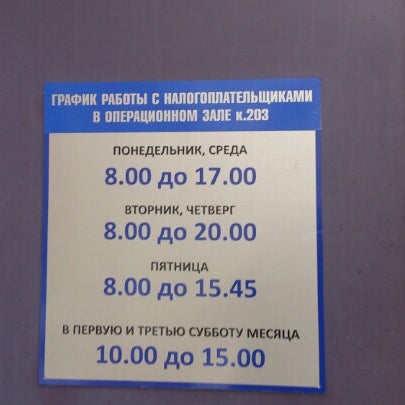 ГРАФИК РАБОТЫ С НАЛОГОПЛАТЕЛЬЩИКАМИ
В ОПЕРАЦИОННОМ ЗАЛЕ к.203
ПОНЕДЕЛЬНИК, СРЕДА
8.00 до 17.00
ВТОРНИК, ЧЕТВЕРГ
8.00 до 20.00
ПЯТНИЦА
8.00 до 15.45
В ПЕРВУЮ И ТРЕТЬЮ СУББОТУ МЕСЯЦА
10.00 до 15.00